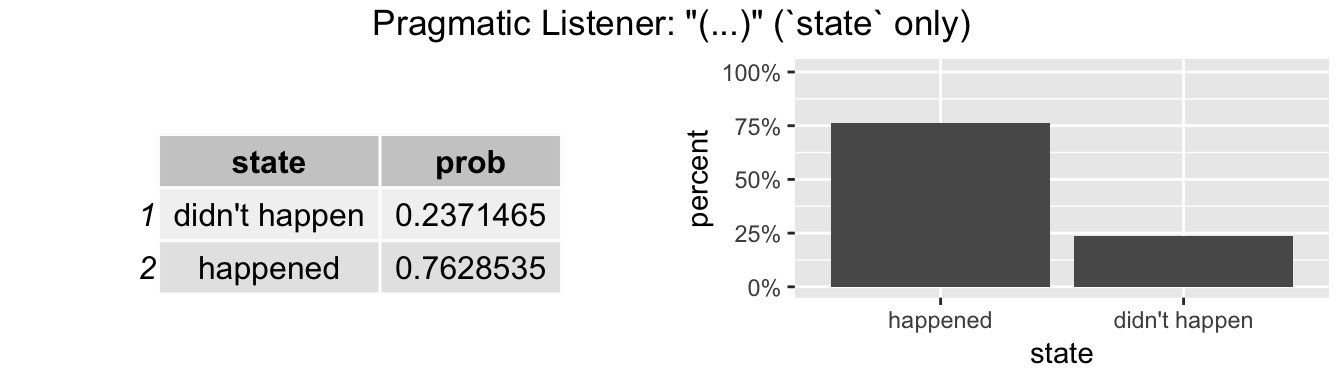 Pragmatic Listener: "(...)" (`state` only)
state prob
1 didn't happen 0.2371465
2 happened 0.7628535
100%
75%
50%
25%
0%
percent
happened didn't happen
state